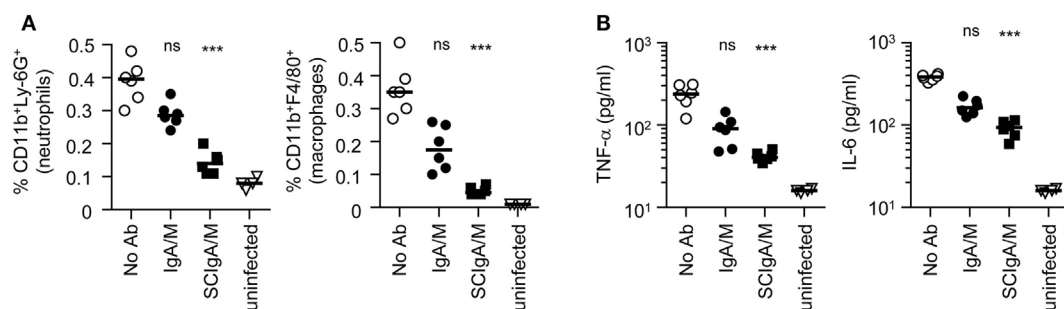 A
B
% CD11b⁺Ly-6G⁺
(neutrophils)
0.5
0.4
0.3
0.2
0.1
0
ns
***
No Ab
IgA/M
SCIgA/M
uninfected
% CD11b⁺F4/80⁺
(macrophages)
0.5
0.4
0.3
0.2
0.1
0
ns
***
No Ab
IgA/M
SCIgA/M
uninfected
TNF-α (pg/ml)
10³
10²
10¹
ns
***
No Ab
IgA/M
SCIgA/M
uninfected
IL-6 (pg/ml)
10³
10²
10¹
ns
***
No Ab
IgA/M
SCIgA/M
uninfected